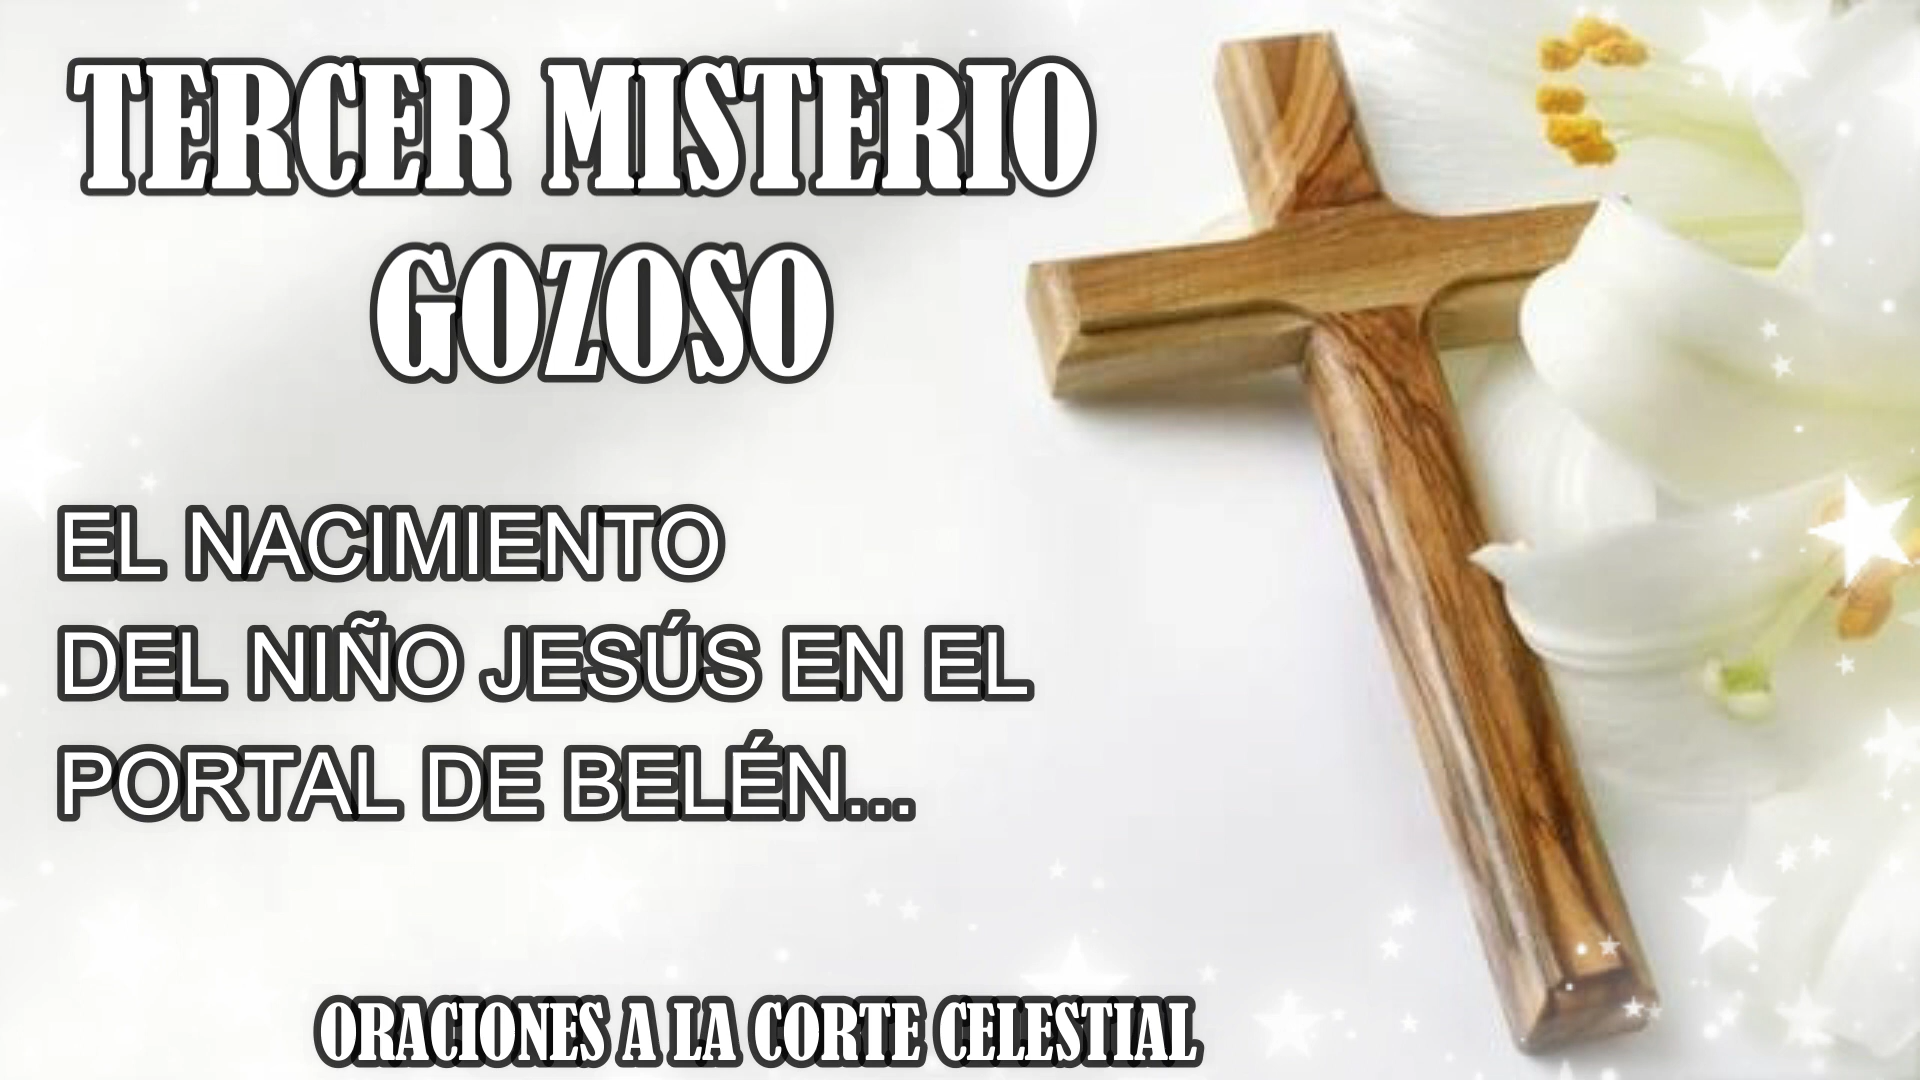 TERCER MISTERIO
GOZOSO
EL NACIMIENTO
DEL NIÑO JESÚS EN EL
PORTAL DE BELÉN...
ORACIONES A LA CORTE CELESTIAL